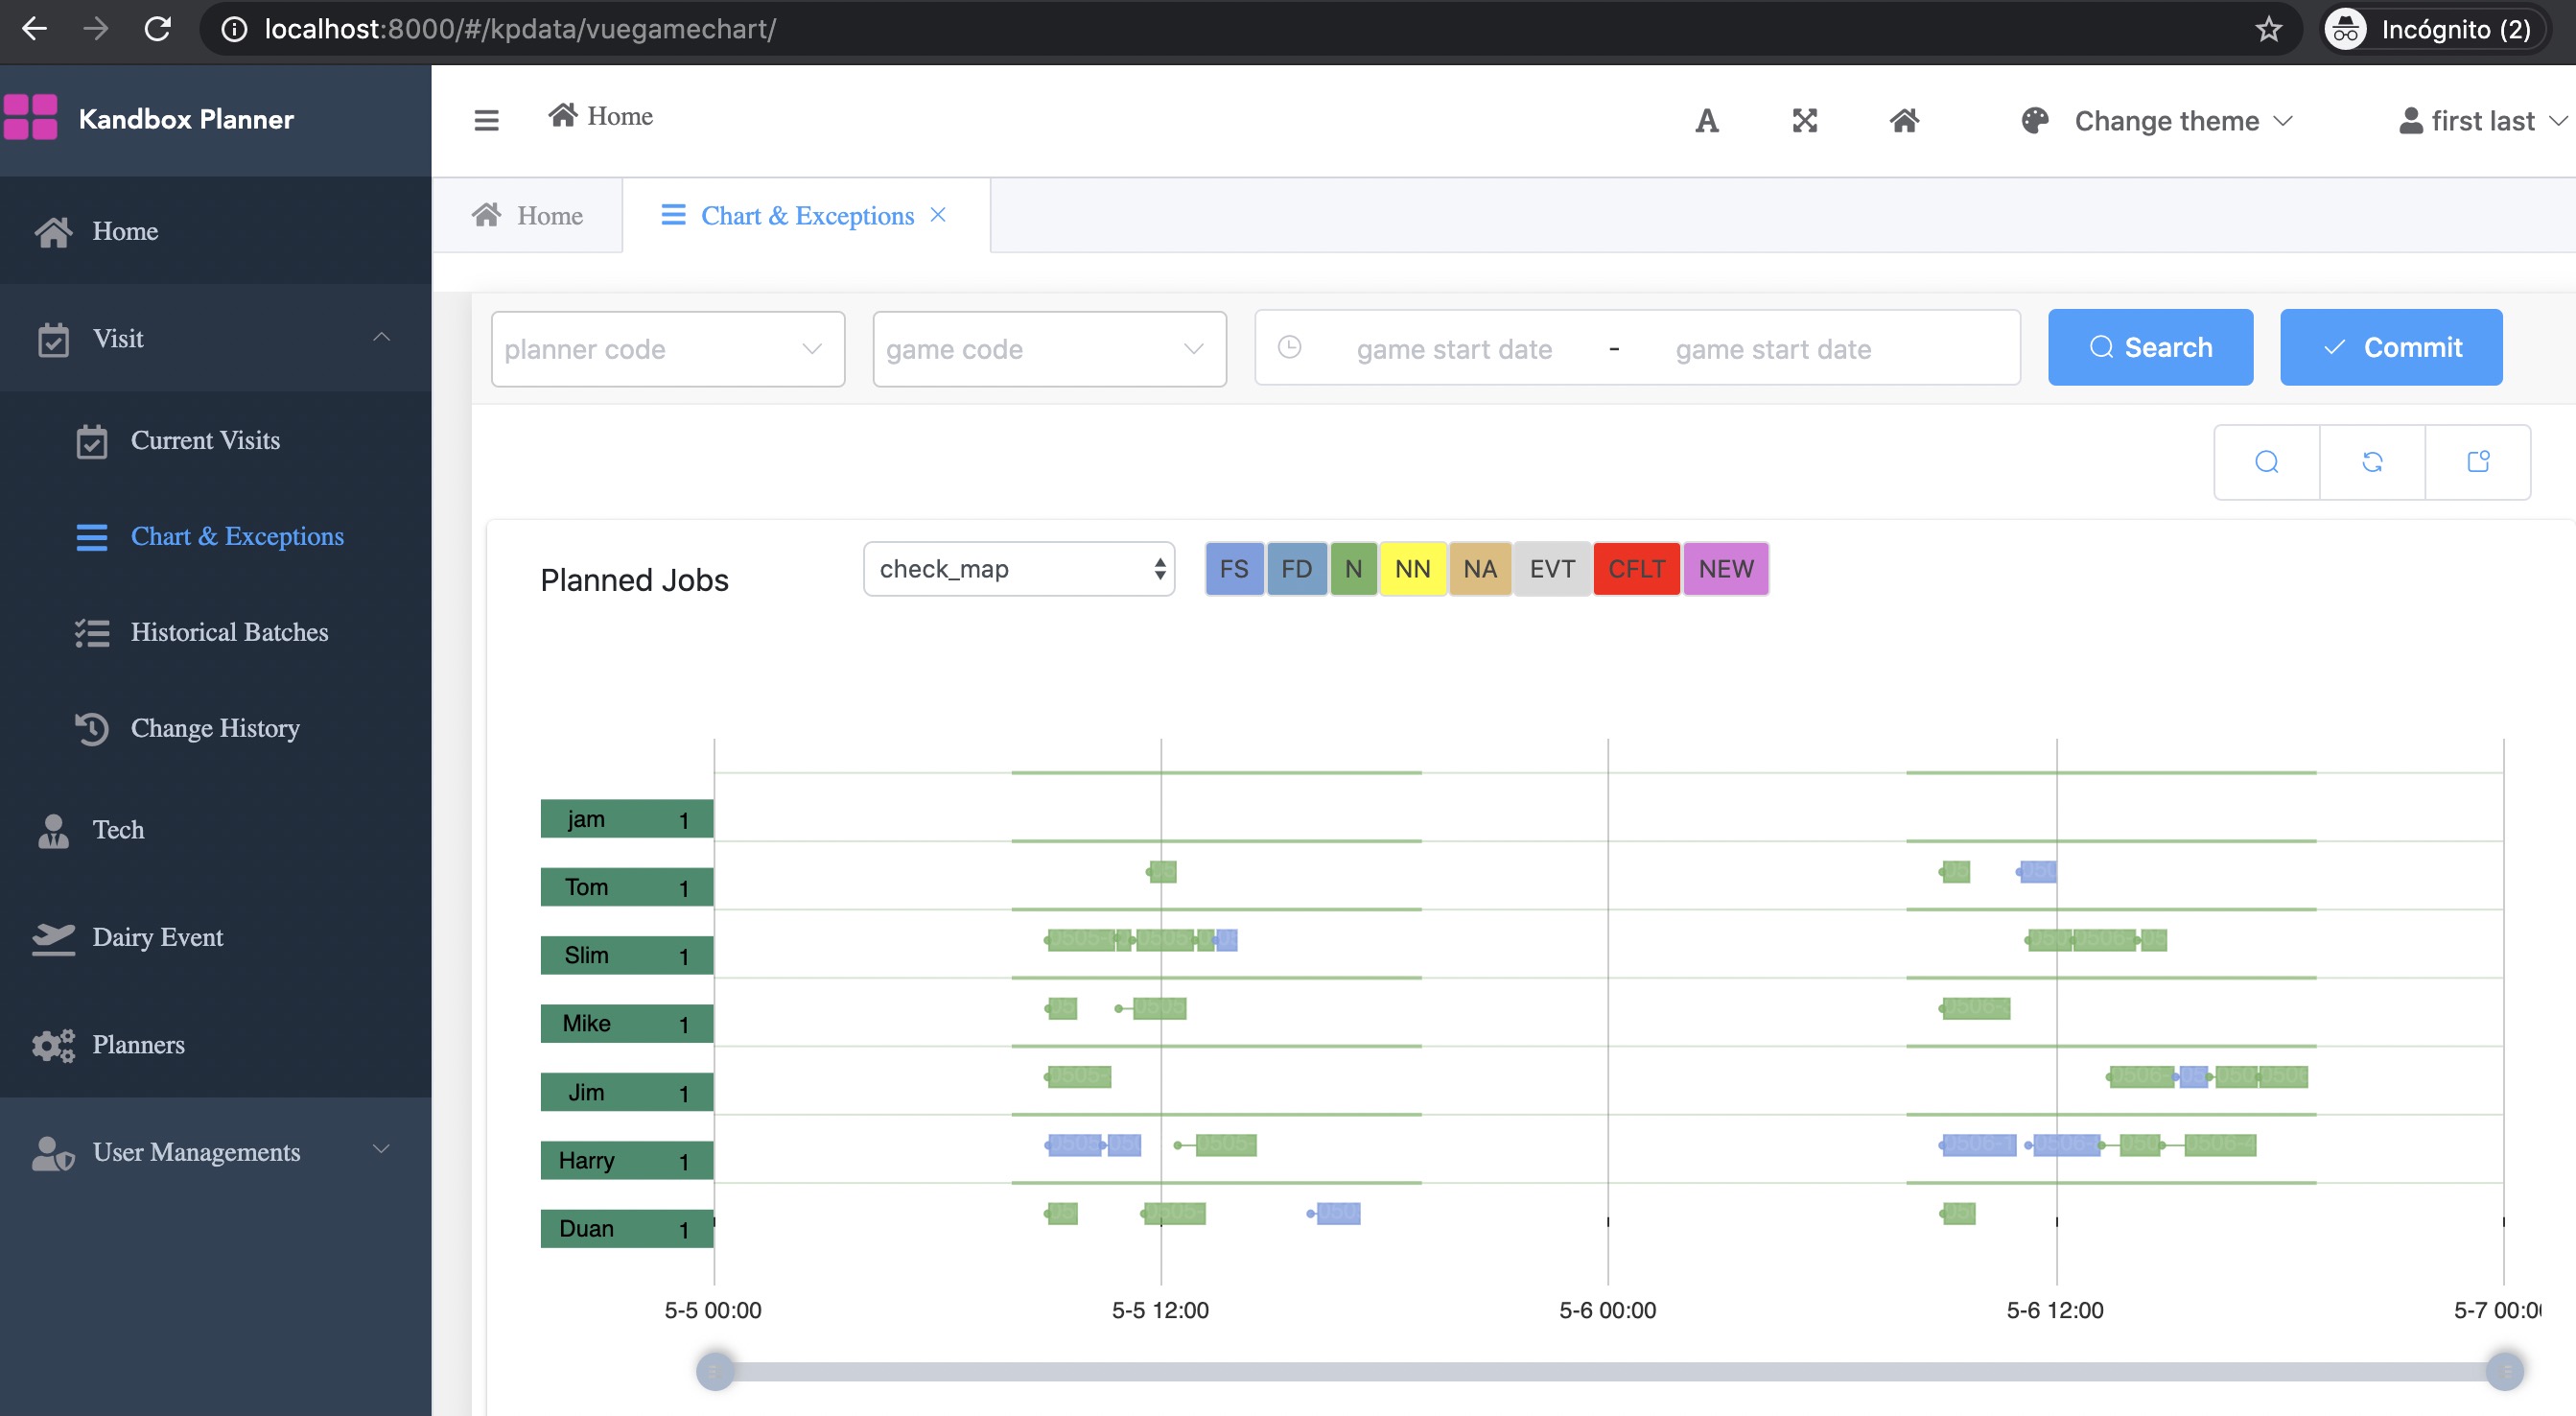 localhost:8000/#/kpdata/vuegamechart/
Incógnito (2)
Kandbox Planner
Home
Change theme
first last
Home
Visit
Current Visits
Chart & Exceptions
Historical Batches
Change History
Tech
Dairy Event
Planners
User Managements
Home
Chart & Exceptions
planner code
game code
game start date - game start date
Search
Commit
Planned Jobs
check_map
FS FD N NN NA EVT CFLT NEW
jam 1
Tom 1
Slim 1
Mike 1
Jim 1
Harry 1
Duan 1
5-5 00:00 5-5 12:00 5-6 00:00 5-6 12:00 5-7 00:0